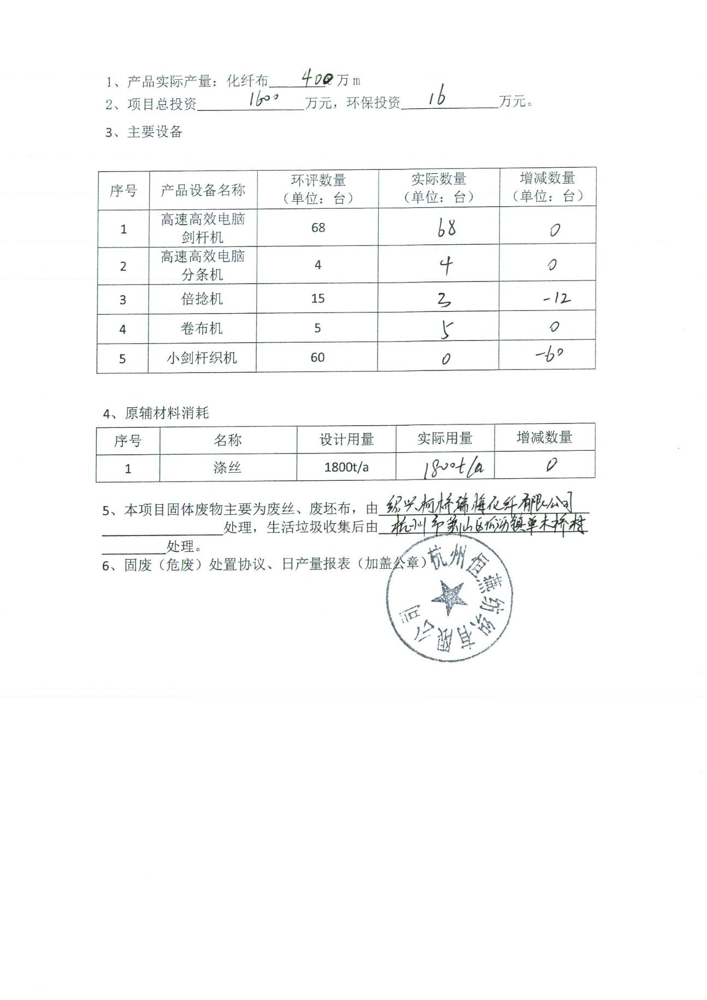 1、产品实际产量：化纤布 400 万m
2、项目总投资 1600 万元，环保投资 16 万元。
3、主要设备
序号 产品设备名称 环评数量（单位：台） 实际数量（单位：台） 增减数量（单位：台）
1 高速高效电脑剑杆机 68 68 0
2 高速高效电脑分条机 4 4 0
3 倍捻机 15 3 -12
4 卷布机 5 5 0
5 小剑杆织机 60 0 -60
4、原辅材料消耗
序号 名称 设计用量 实际用量 增减数量
1 涤丝 1800t/a 1800t/a 0
5、本项目固体废物主要为废丝、废坯布，由 绍兴柯桥瑞梅化纤有限公司
处理，生活垃圾收集后由 杭州市萧山区瓜沥镇单木桥村
处理。
6、固废（危废）处置协议、日产量报表（加盖公章）
杭州恒燕纺织有限公司